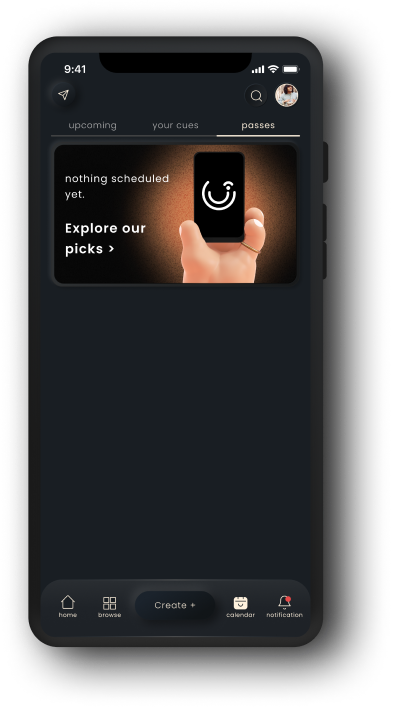 9:41
upcoming your cues passes
nothing scheduled
yet.
Explore our
picks >
Create +
home browse calendar notification